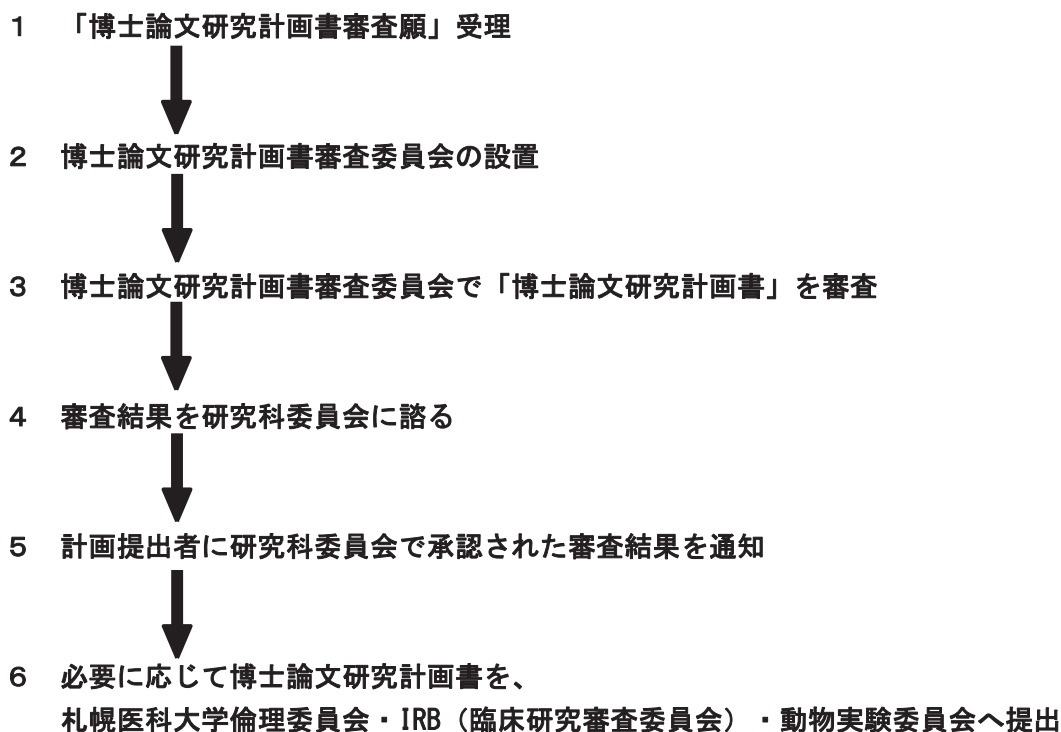 １　「博士論文研究計画書審査願」受理
２　博士論文研究計画書審査委員会の設置
３　博士論文研究計画書審査委員会で「博士論文研究計画書」を審査
４　審査結果を研究科委員会に諮る
５　計画提出者に研究科委員会で承認された審査結果を通知
６　必要に応じて博士論文研究計画書を、
札幌医科大学倫理委員会・IRB（臨床研究審査委員会）・動物実験委員会へ提出